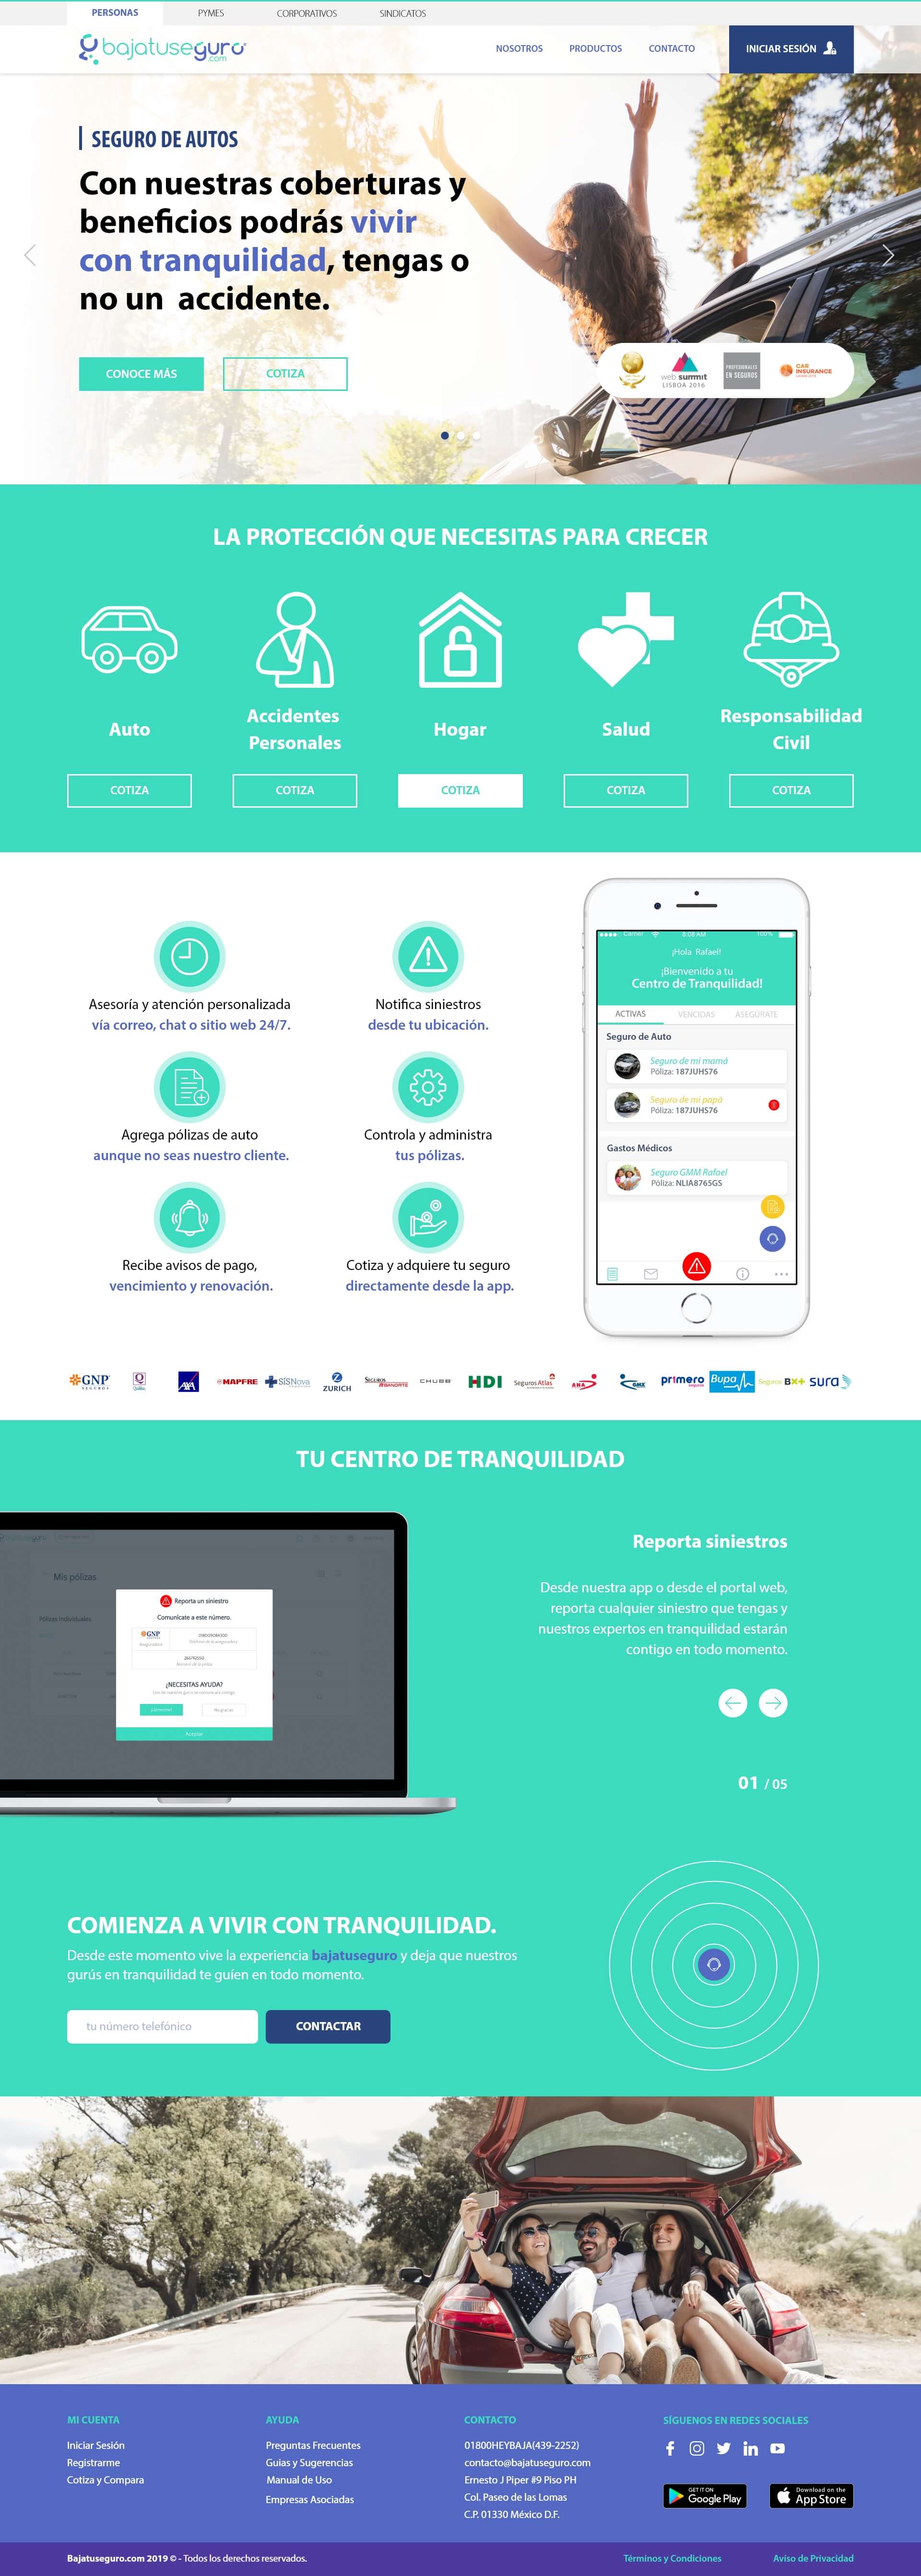 PERSONAS
PYMES
CORPORATIVOS
SINDICATOS
bajatuseguro
.com
NOSOTROS
PRODUCTOS
CONTACTO
INICIAR SESIÓN
SEGURO DE AUTOS
Con nuestras coberturas y
beneficios podrás vivir
con tranquilidad, tengas o
no un accidente.
CONOCE MÁS
COTIZA
web summit
LISBOA 2016
PROFESIONALES
EN SEGUROS
CAR
INSURANCE
LA PROTECCIÓN QUE NECESITAS PARA CRECER
Auto
Accidentes
Personales
Hogar
Salud
Responsabilidad
Civil
COTIZA
COTIZA
COTIZA
COTIZA
COTIZA
Asesoría y atención personalizada
vía correo, chat o sitio web 24/7.
Notifica siniestros
desde tu ubicación.
Agrega pólizas de auto
aunque no seas nuestro cliente.
Controla y administra
tus pólizas.
Recibe avisos de pago,
vencimiento y renovación.
Cotiza y adquiere tu seguro
directamente desde la app.
Carrier
9:08 AM
100%
¡Hola Rafael!
¡Bienvenido a tu
Centro de Tranquilidad!
ACTIVAS
VENCIDAS
ASEGÚRATE
Seguro de Auto
Seguro de mi mamá
Póliza: 187JUHS76
Seguro de mi papá
Póliza: 187JUHS76
Gastos Médicos
Seguro GMM Rafael
Póliza: NLIA8765GS
GNP
SEGUROS
Q
AXA
MAPFRE
SISNova
ZURICH
SEGUROS
BANORTE
CHUBB
HDI
Seguros Atlas
ANA
GMX
primero
seguros
Bupa
Seguros BX+
sura
TU CENTRO DE TRANQUILIDAD
Mis pólizas
Pólizas individuales
Reporta un siniestro
Comunícate a este número.
GNP
Número de la póliza
¿NECESITAS AYUDA?
No gracias
Aceptar
Reporta siniestros
Desde nuestra app o desde el portal web,
reporta cualquier siniestro que tengas y
nuestros expertos en tranquilidad estarán
contigo en todo momento.
01 / 05
COMIENZA A VIVIR CON TRANQUILIDAD.
Desde este momento vive la experiencia bajatuseguro y deja que nuestros
gurús en tranquilidad te guíen en todo momento.
tu número telefónico
CONTACTAR
MI CUENTA
Iniciar Sesión
Registrarme
Cotiza y Compara
AYUDA
Preguntas Frecuentes
Guias y Sugerencias
Manual de Uso
Empresas Asociadas
CONTACTO
01800HEYBAJA(439-2252)
contacto@bajatuseguro.com
Ernesto J Piper #9 Piso PH
Col. Paseo de las Lomas
C.P. 01330 México D.F.
SÍGUENOS EN REDES SOCIALES
GET IT ON
Google Play
Download on the
App Store
Bajatuseguro.com 2019 © - Todos los derechos reservados.
Términos y Condiciones
Aviso de Privacidad